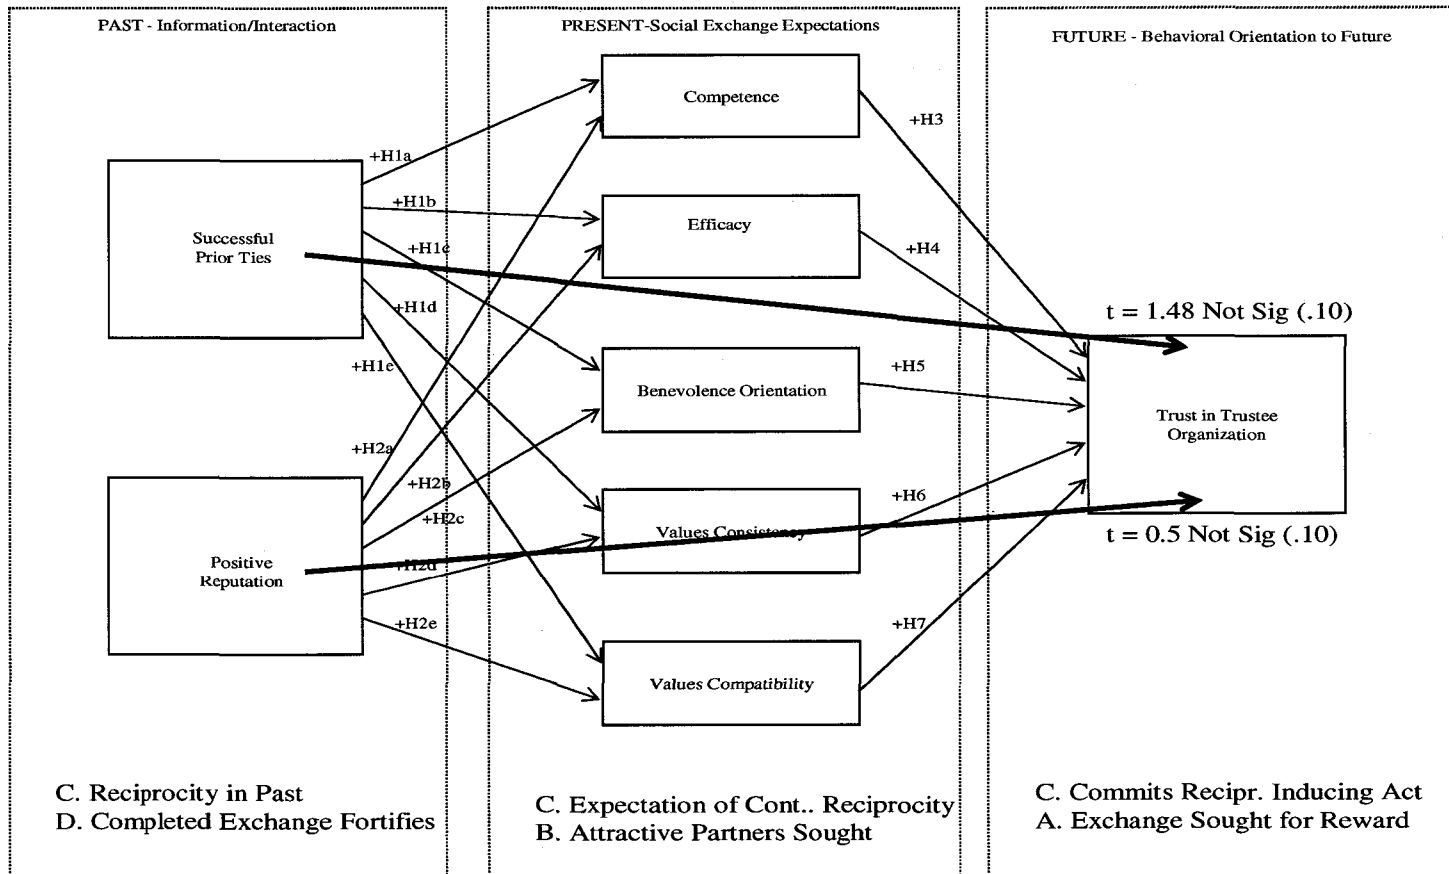 PAST - Information/Interaction
Successful
Prior Ties
Positive
Reputation
+H1a
+H1b
+H1c
+H1d
+H1e
+H2a
+H2b
+H2c
+H2d
+H2e
C. Reciprocity in Past
D. Completed Exchange Fortifies
PRESENT-Social Exchange Expectations
Competence
Efficacy
Benevolence Orientation
Values Consistency
Values Compatibility
C. Expectation of Cont.. Reciprocity
B. Attractive Partners Sought
FUTURE - Behavioral Orientation to Future
+H3
+H4
+H5
+H6
+H7
t = 1.48 Not Sig (.10)
Trust in Trustee
Organization
t = 0.5 Not Sig (.10)
C. Commits Recipr. Inducing Act
A. Exchange Sought for Reward